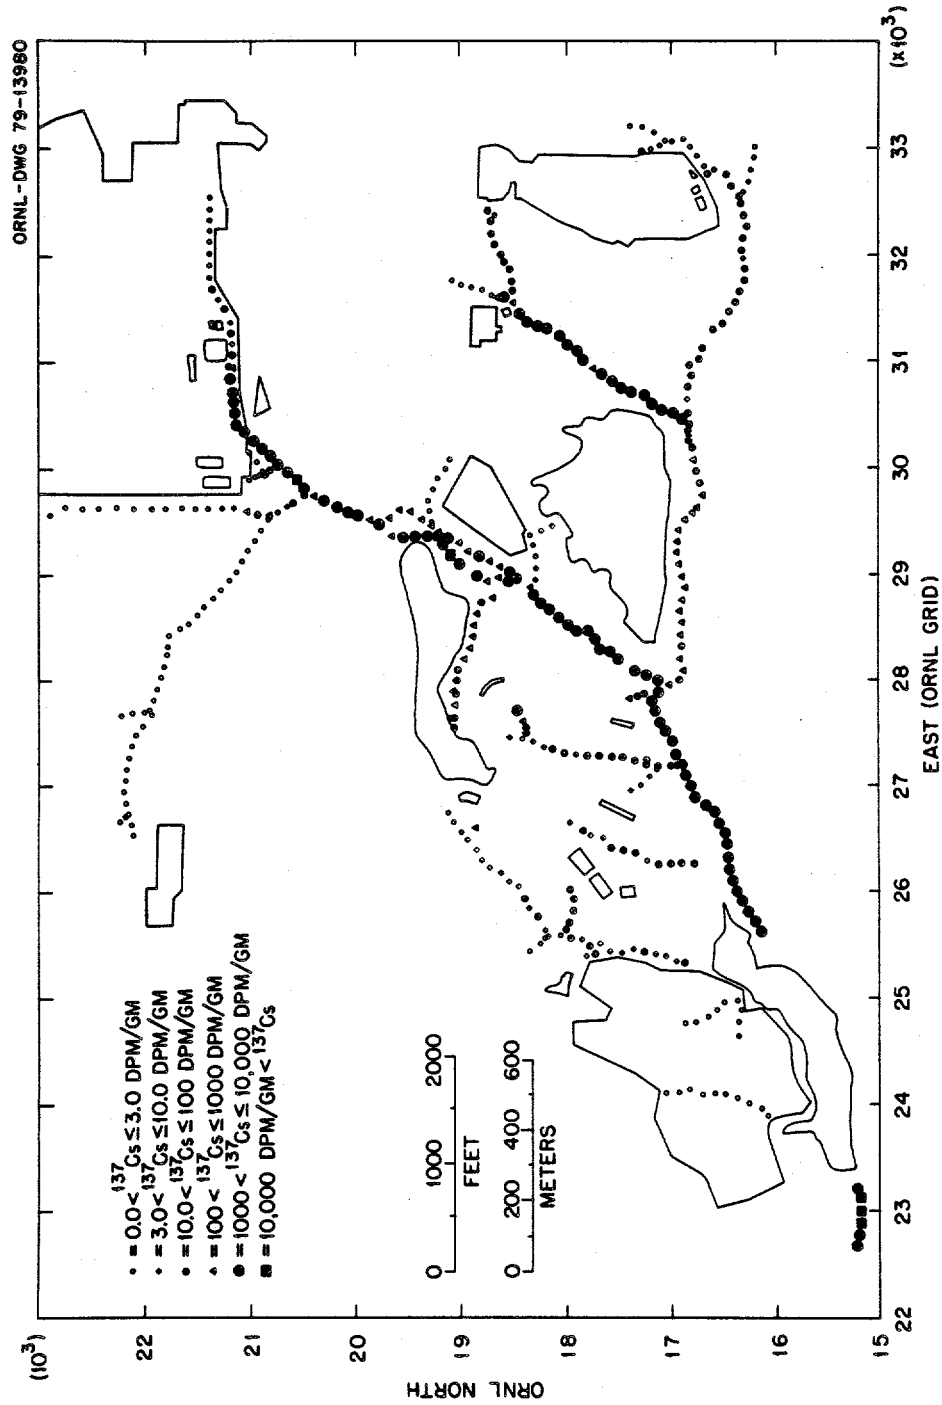 ORNL-DWG 79-13980
(10³)
22
21
20
19
18
17
16
15
ORNL NORTH
• = 0.0 < ¹³⁷Cs ≤ 3.0 DPM/GM
• = 3.0 < ¹³⁷Cs ≤ 10.0 DPM/GM
• = 10.0 < ¹³⁷Cs ≤ 100 DPM/GM
▲ = 100 < ¹³⁷Cs ≤ 1000 DPM/GM
● = 1000 < ¹³⁷Cs ≤ 10,000 DPM/GM
■ = 10,000 DPM/GM < ¹³⁷Cs
0 1000 2000
FEET
0 200 400 600
METERS
22 23 24 25 26 27 28 29 30 31 32 33 (x10³)
EAST (ORNL GRID)